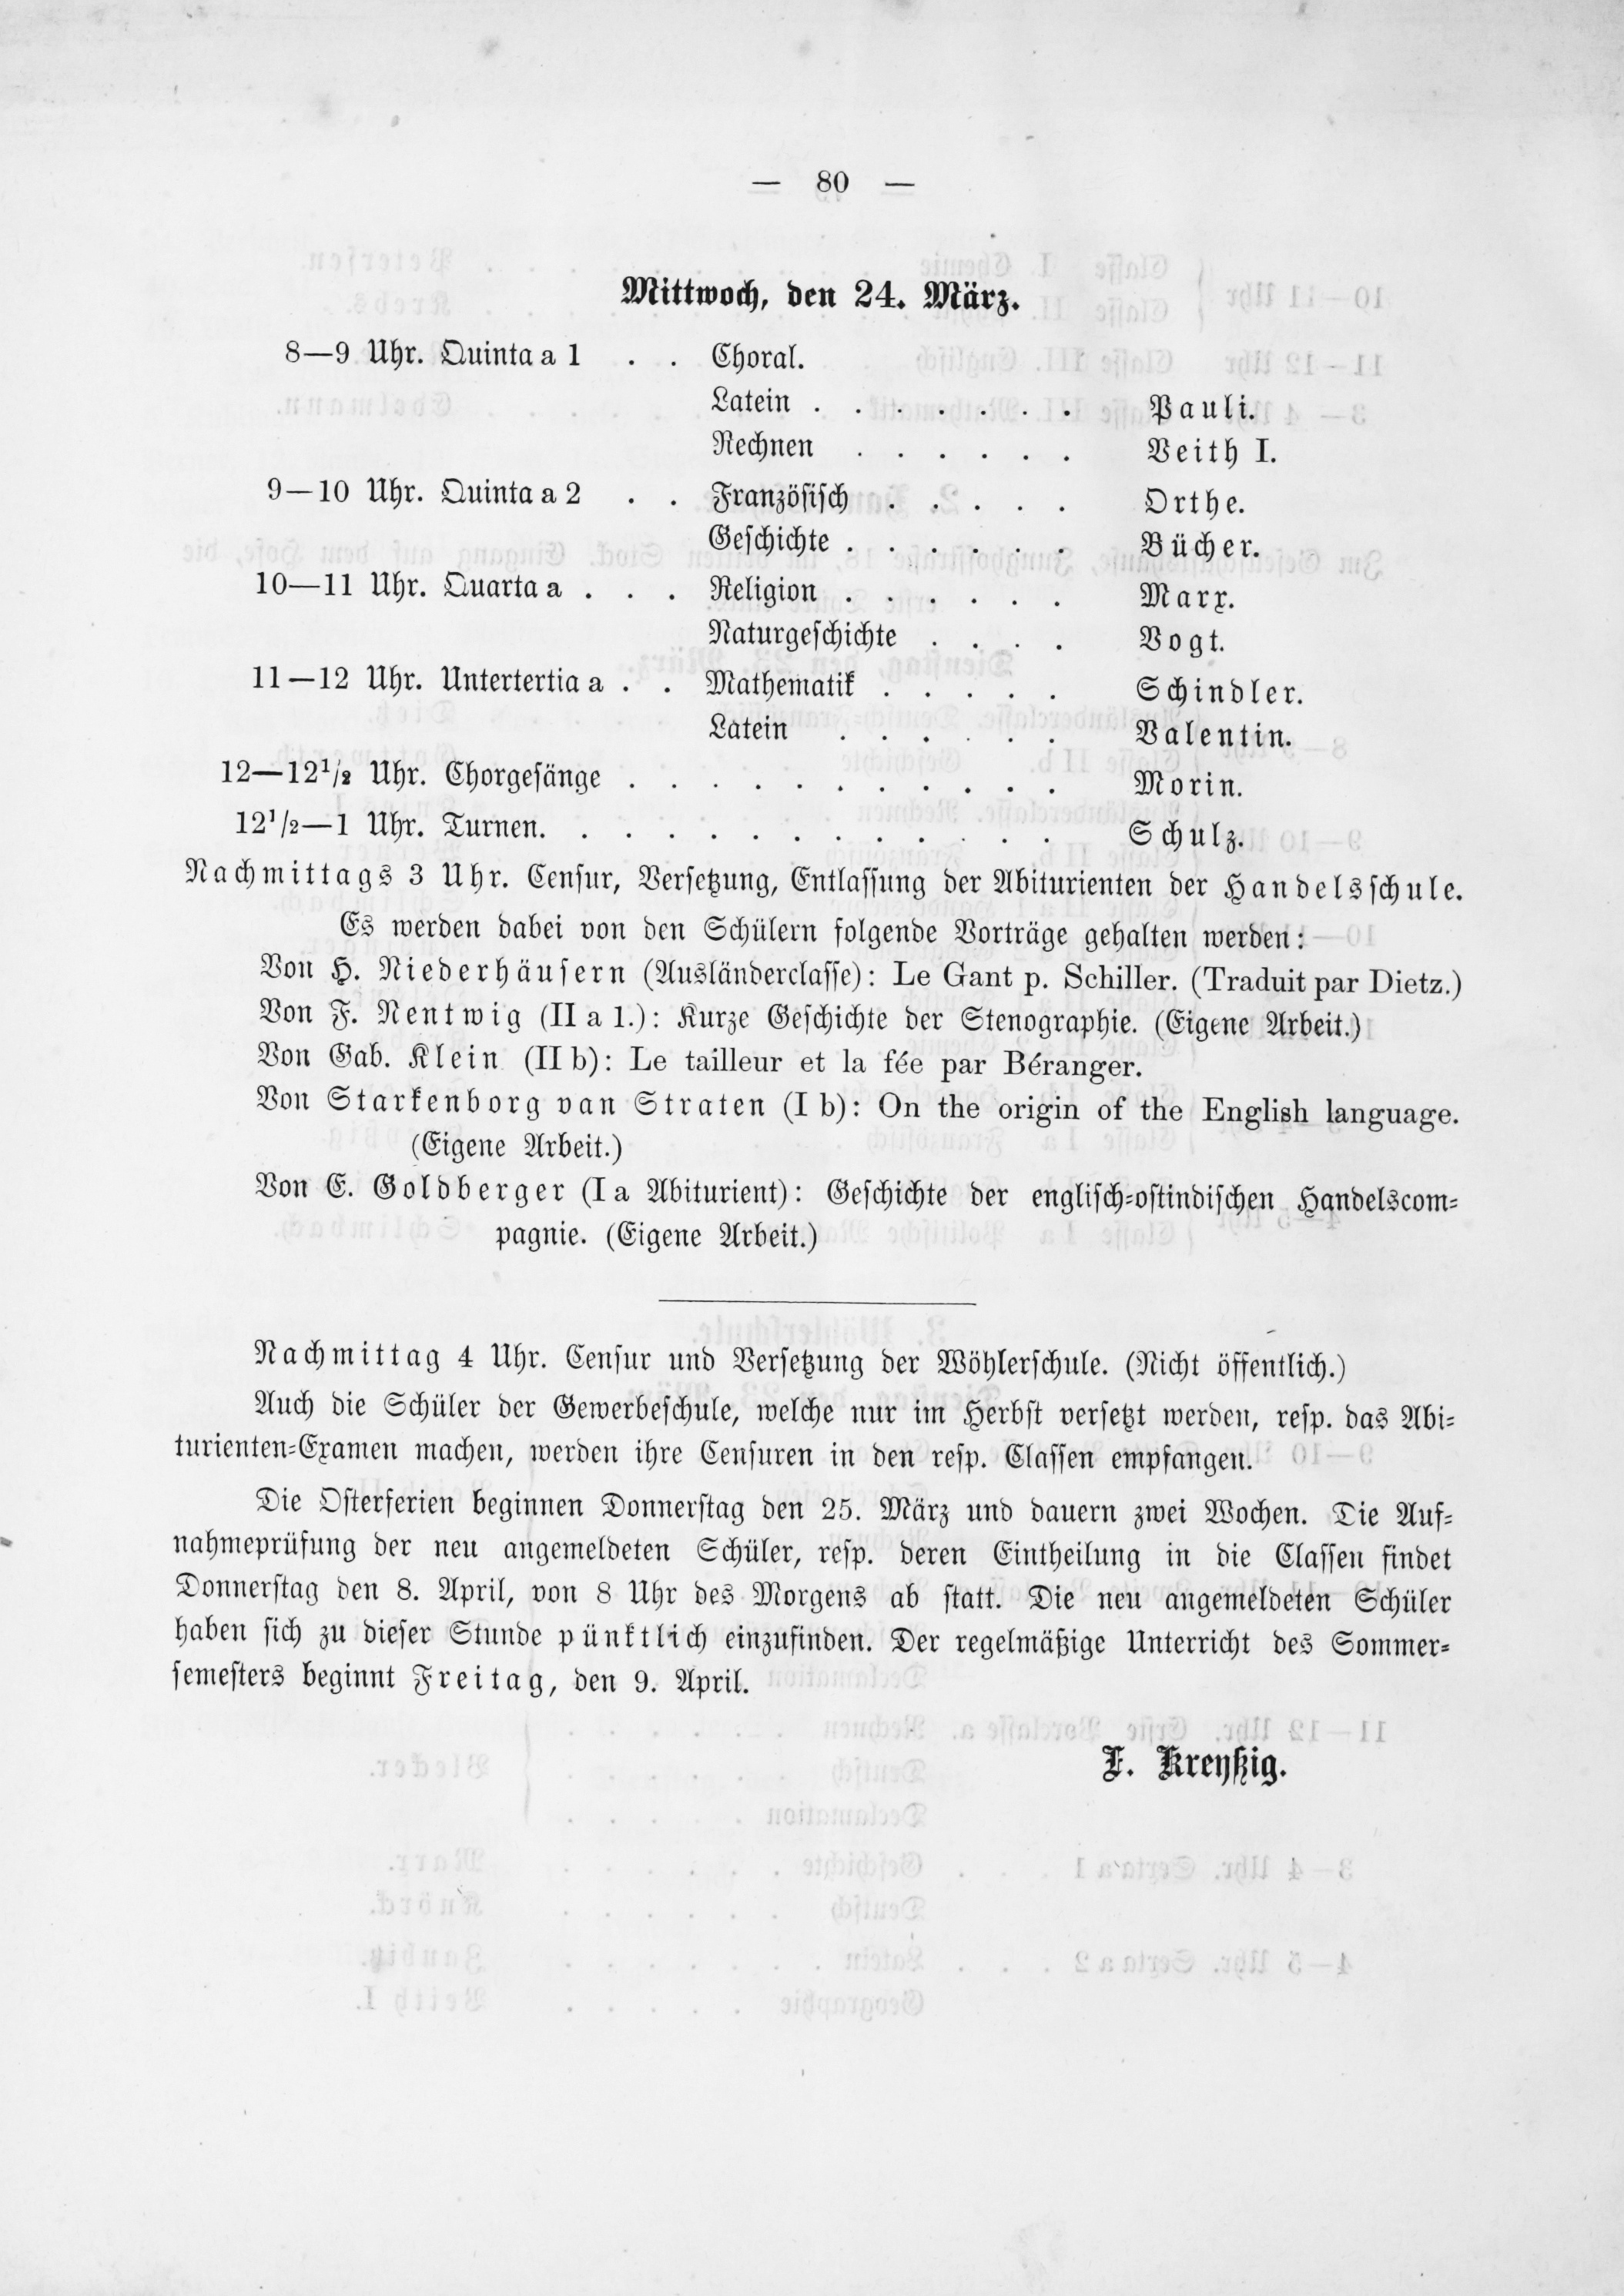 — 80 —
Mittwoch, den 24. März.
8—9 Uhr. Quinta a 1 . . Choral.
Latein . . . . . . . Pauli.
Rechnen . . . . . . Veith I.
9—10 Uhr. Quinta a 2 . . Französisch . . . . . Orthe.
Geschichte . . . . . . Bücher.
10—11 Uhr. Quarta a . . . Religion . . . . . . Marx.
Naturgeschichte . . . . Vogt.
11—12 Uhr. Untertertia a . . Mathematik . . . . . Schindler.
Latein . . . . . . Valentin.
12—12½ Uhr. Chorgesänge . . . . . . . . . . . Morin.
12½—1 Uhr. Turnen. . . . . . . . . . . . Schulz.
Nachmittags 3 Uhr. Censur, Versetzung, Entlassung der Abiturienten der Handelsschule.
Es werden dabei von den Schülern folgende Vorträge gehalten werden:
Von H. Niederhäusern (Ausländerclasse): Le Gant p. Schiller. (Traduit par Dietz.)
Von F. Nentwig (II a 1.): Kurze Geschichte der Stenographie. (Eigene Arbeit.)
Von Gab. Klein (II b): Le tailleur et la fée par Béranger.
Von Starkenborg van Straten (I b): On the origin of the English language.
(Eigene Arbeit.)
Von E. Goldberger (I a Abiturient): Geschichte der englisch-ostindischen Handelscom-
pagnie. (Eigene Arbeit.)
Nachmittag 4 Uhr. Censur und Versetzung der Wöhlerschule. (Nicht öffentlich.)
Auch die Schüler der Gewerbeschule, welche nur im Herbst versetzt werden, resp. das Abi-
turienten-Examen machen, werden ihre Censuren in den resp. Classen empfangen.
Die Osterferien beginnen Donnerstag den 25. März und dauern zwei Wochen. Die Auf-
nahmeprüfung der neu angemeldeten Schüler, resp. deren Eintheilung in die Classen findet
Donnerstag den 8. April, von 8 Uhr des Morgens ab statt. Die neu angemeldeten Schüler
haben sich zu dieser Stunde pünktlich einzufinden. Der regelmäßige Unterricht des Sommer-
semesters beginnt Freitag, den 9. April.
F. Kreyßig.